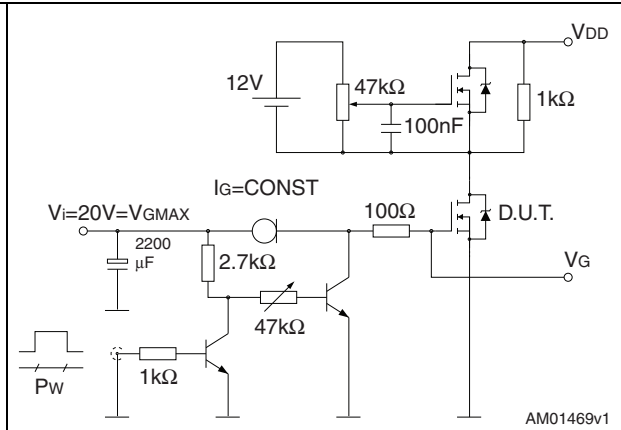 VDD
12V
47kΩ
1kΩ
100nF
IG=CONST
Vi=20V=VGMAX
100Ω
D.U.T.
2200
μF
2.7kΩ
VG
47kΩ
1kΩ
PW
AM01469v1